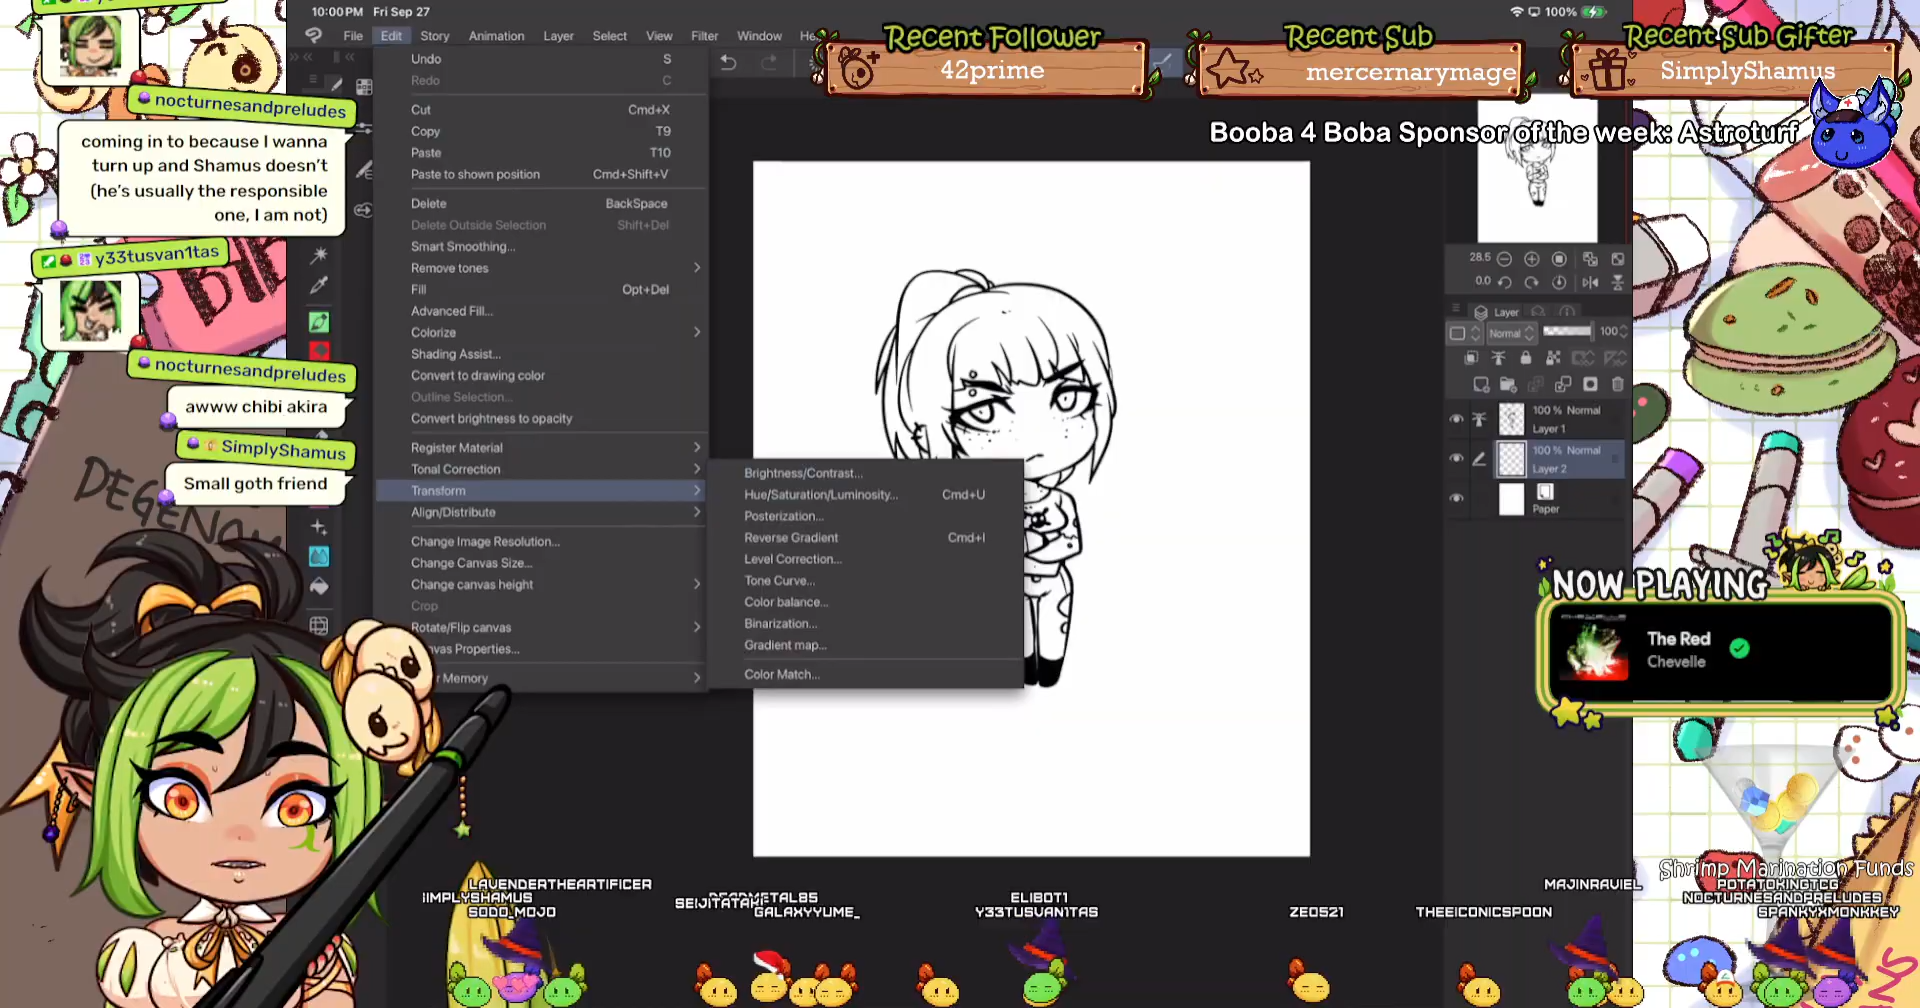 10:00 PM Fri Sep 27
100%
File Edit Story Animation Layer Select View Filter Window
Recent Follower
42prime
Recent Sub
mercernarymage
Recent Sub Gifter
SimplyShamus
Booba 4 Boba Sponsor of the week: Astroturf
nocturnesandpreludes
coming in to because I wanna
turn up and Shamus doesn't
(he's usually the responsible
one, I am not)
y33tusvan1tas
nocturnesandpreludes
awww chibi akira
SimplyShamus
Small goth friend
DEGENON
Undo S
Redo C
Cut Cmd+X
Copy T9
Paste T10
Paste to shown position Cmd+Shift+V
Delete BackSpace
Delete Outside Selection Shift+Del
Smart Smoothing...
Remove tones
Fill Opt+Del
Advanced Fill...
Colorize
Shading Assist...
Convert to drawing color
Outline Selection...
Convert brightness to opacity
Register Material
Tonal Correction
Transform
Align/Distribute
Change Image Resolution...
Change Canvas Size...
Change canvas height
Crop
Rotate/Flip canvas
nvas Properties...
r Memory
Brightness/Contrast...
Hue/Saturation/Luminosity... Cmd+U
Posterization...
Reverse Gradient Cmd+I
Level Correction...
Tone Curve...
Color balance...
Binarization...
Gradient map...
Color Match...
28.5
0.0
Layer
Normal 100
100 % Normal
Layer 1
100 % Normal
Layer 2
Paper
NOW PLAYING
The Red
Chevelle
Shrimp Marination Funds
LAVENDERTHEARTIFICER
IMPLYSHAMUS
SODO_MOJO
GALAXYYUME_
ELIBOT1
Y33TUSVAN1TAS
ZEO521
THEEICONICSPOON
MAJINRAVIEL
POTATOKINGTCG
NOCTURNESANDPRELUDES
SPANKYXMONKKEY